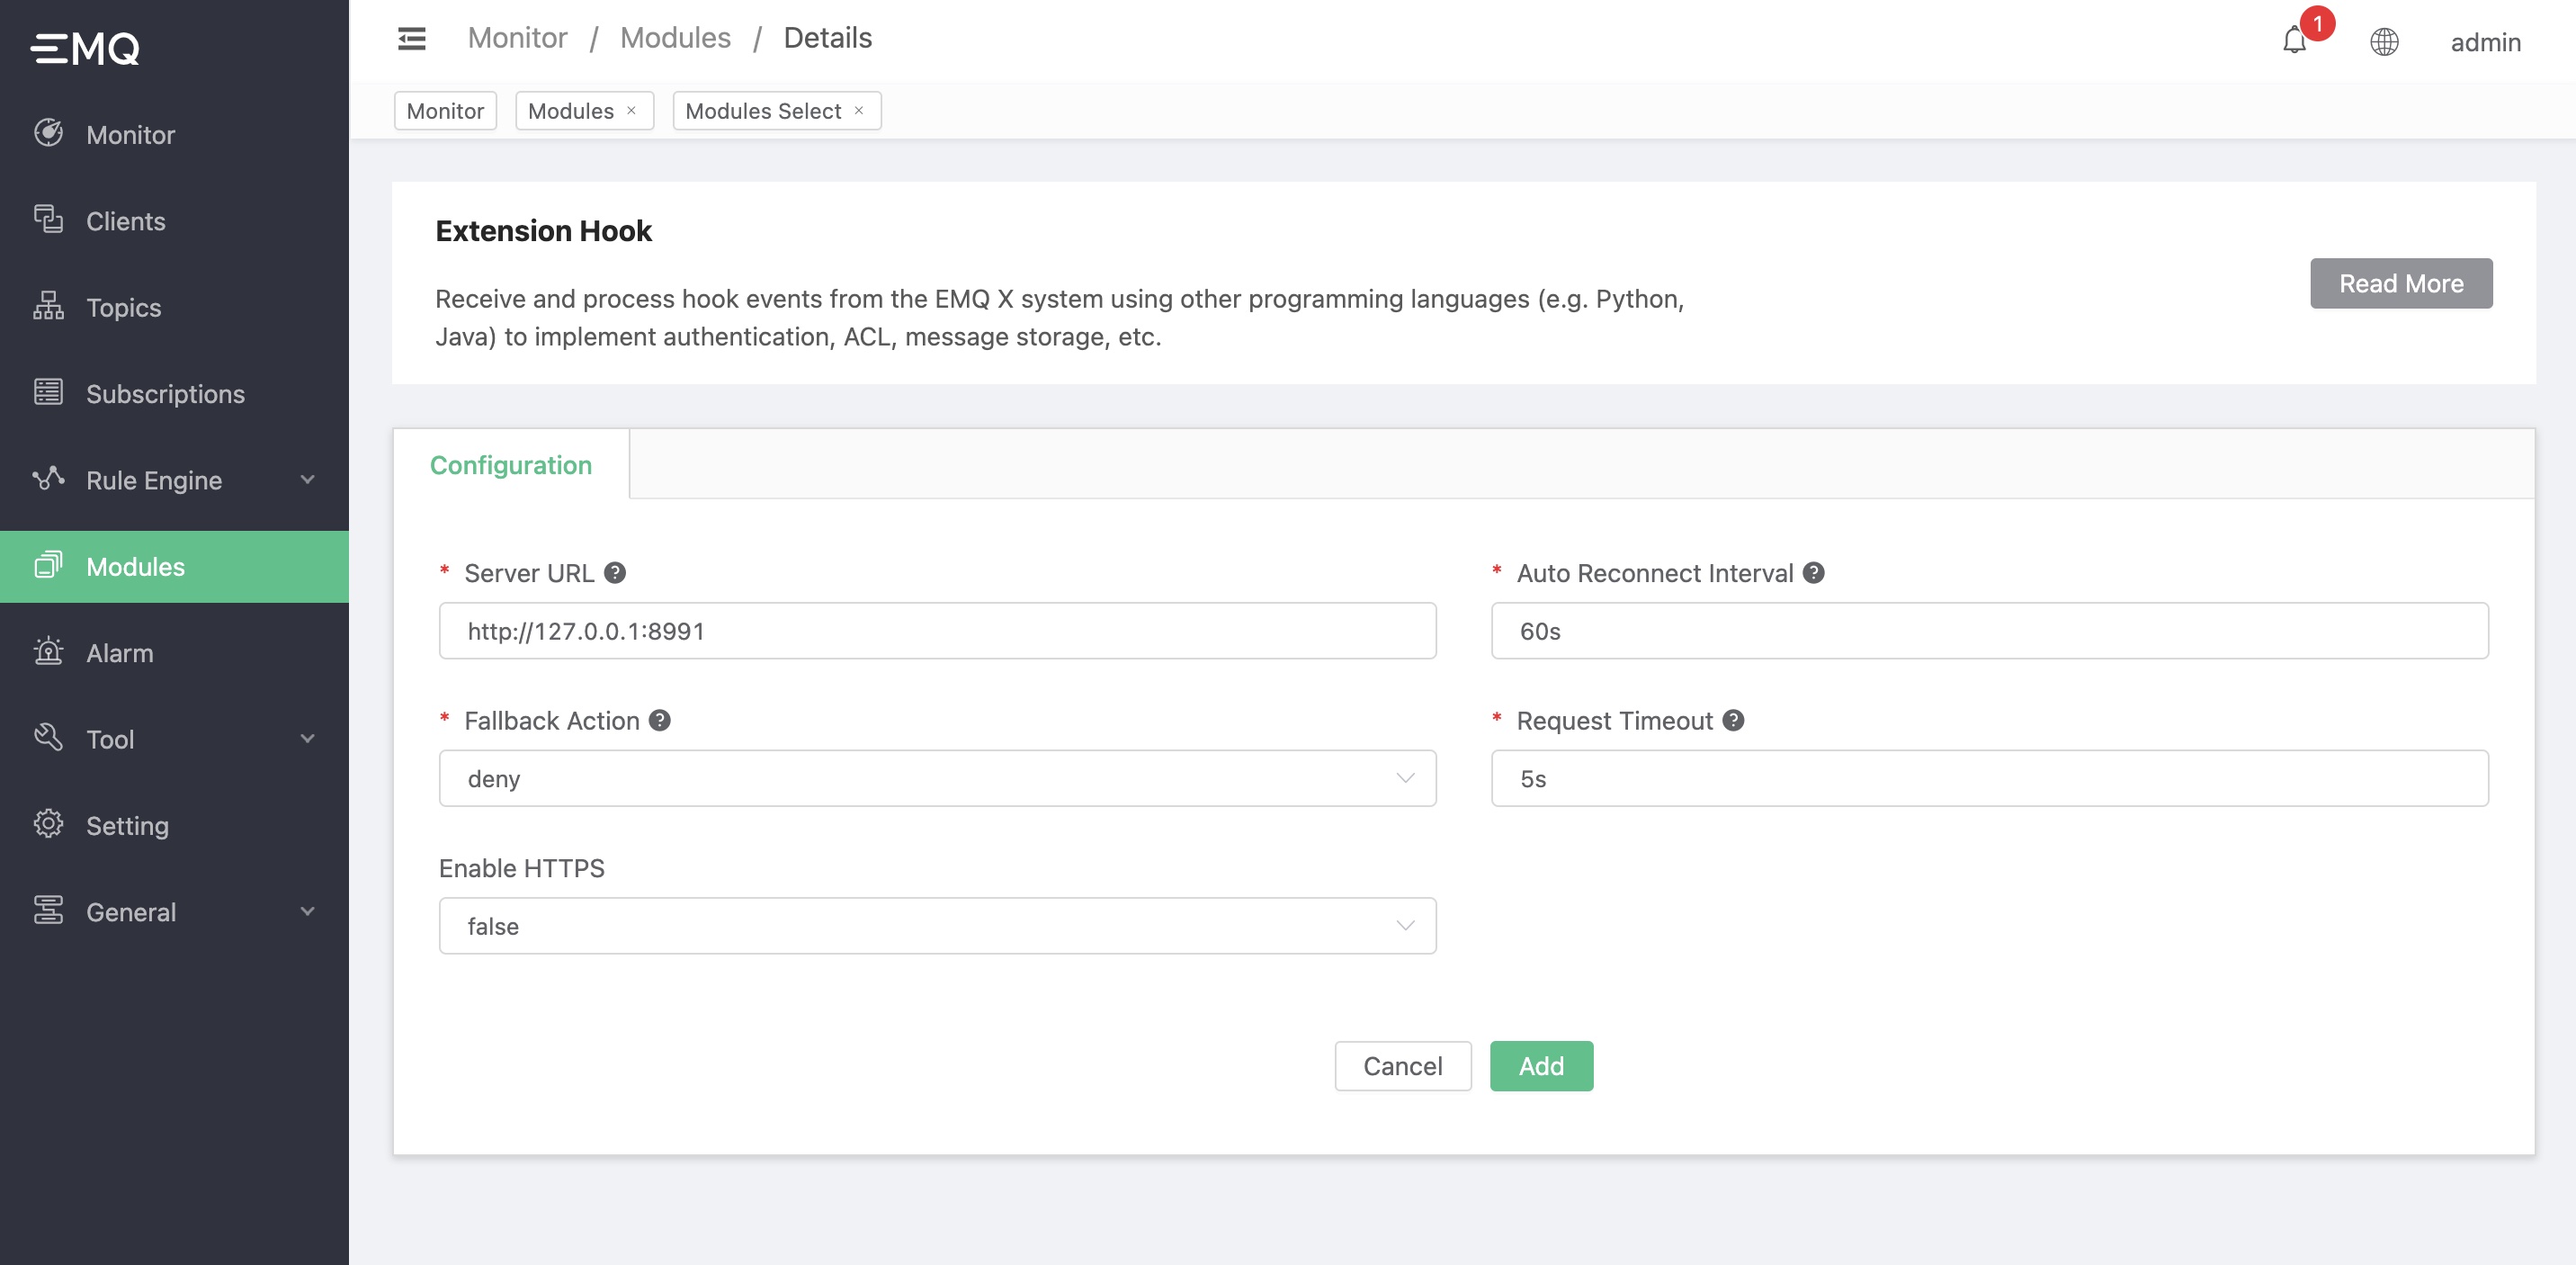 EMQ
Monitor
Clients
Topics
Subscriptions
Rule Engine
Modules
Alarm
Tool
Setting
General
Monitor / Modules / Details
1
admin
Monitor
Modules ×
Modules Select ×
Extension Hook
Receive and process hook events from the EMQ X system using other programming languages (e.g. Python,
Java) to implement authentication, ACL, message storage, etc.
Read More
Configuration
* Server URL ?
http://127.0.0.1:8991
* Auto Reconnect Interval ?
60s
* Fallback Action ?
deny
* Request Timeout ?
5s
Enable HTTPS
false
Cancel
Add